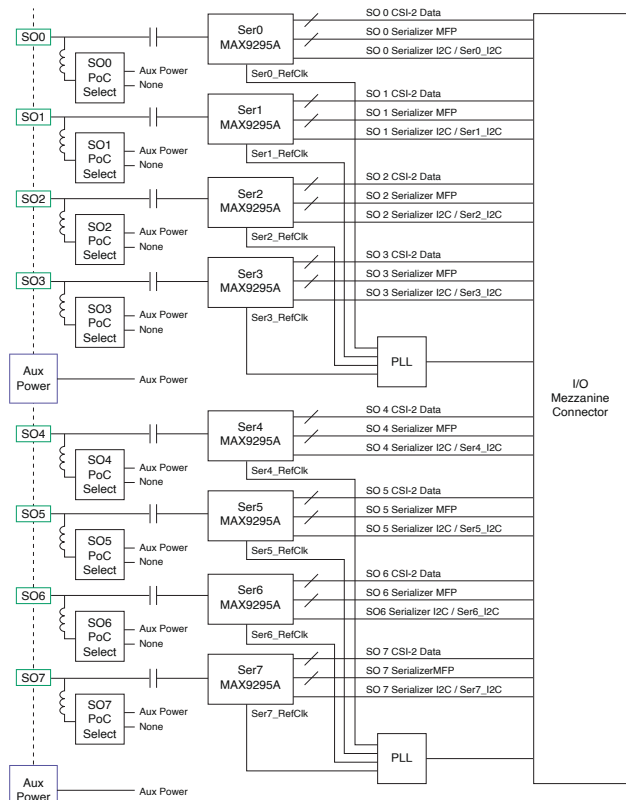 SO 0 CSI-2 Data
Ser0
MAX9295A
SO0
SO 0 Serializer MFP
SO 0 Serializer I2C / Ser0_I2C
SO0
PoC
Select
Aux Power
None
Ser0_RefClk
SO 1 CSI-2 Data
Ser1
MAX9295A
SO1
SO 1 Serializer MFP
SO 1 Serializer I2C / Ser1_I2C
SO1
PoC
Select
Aux Power
None
Ser1_RefClk
SO 2 CSI-2 Data
Ser2
MAX9295A
SO2
SO 2 Serializer MFP
SO 2 Serializer I2C / Ser2_I2C
SO2
PoC
Select
Aux Power
None
Ser2_RefClk
SO 3 CSI-2 Data
Ser3
MAX9295A
SO3
SO 3 Serializer MFP
SO 3 Serializer I2C / Ser3_I2C
SO3
PoC
Select
Aux Power
None
Ser3_RefClk
PLL
Aux
Power
Aux Power
I/O
Mezzanine
Connector
SO 4 CSI-2 Data
Ser4
MAX9295A
SO4
SO 4 Serializer MFP
SO 4 Serializer I2C / Ser4_I2C
SO4
PoC
Select
Aux Power
None
Ser4_RefClk
SO 5 CSI-2 Data
Ser5
MAX9295A
SO5
SO 5 Serializer MFP
SO 5 Serializer I2C / Ser5_I2C
SO5
PoC
Select
Aux Power
None
Ser5_RefClk
SO 6 CSI-2 Data
Ser6
MAX9295A
SO6
SO 6 Serializer MFP
SO6 Serializer I2C / Ser6_I2C
SO6
PoC
Select
Aux Power
None
Ser6_RefClk
SO 7 CSI-2 Data
Ser7
MAX9295A
SO7
SO 7 SerializerMFP
SO 7 Serializer I2C / Ser7_I2C
SO7
PoC
Select
Aux Power
None
Ser7_RefClk
PLL
Aux
Power
Aux Power